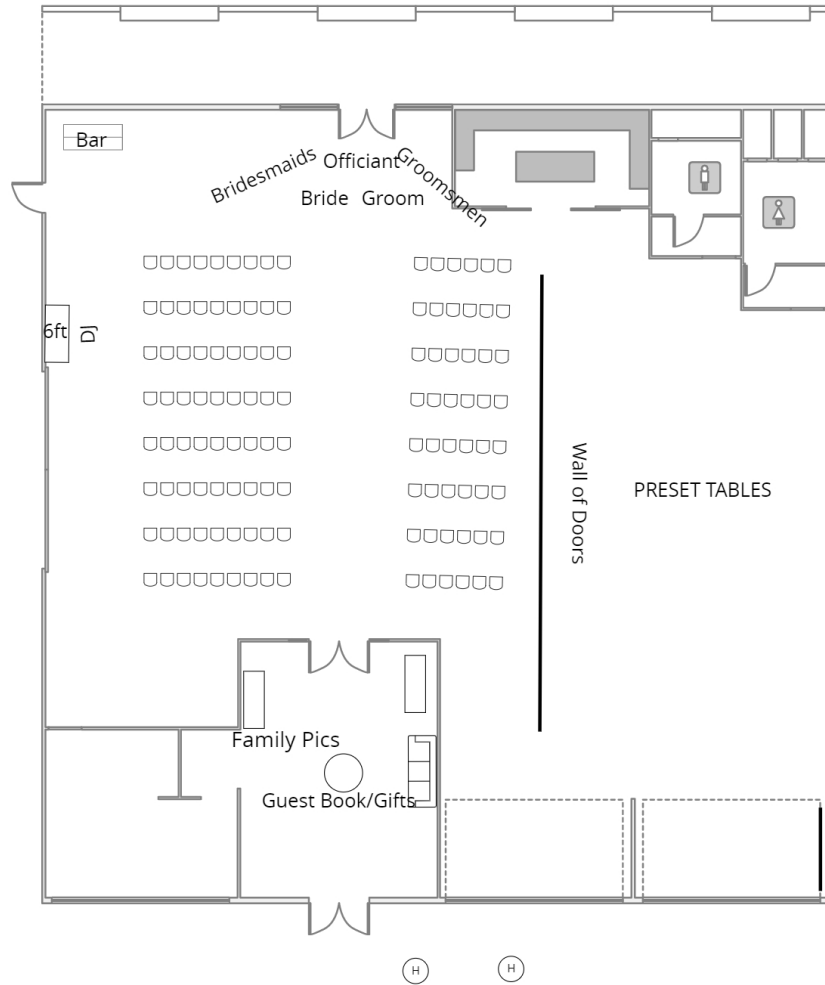 Bar
Bridesmaids
Officiant
Groomsmen
Bride Groom
6ft
DJ
Wall of Doors
PRESET TABLES
Family Pics
Guest Book/Gifts
H
H